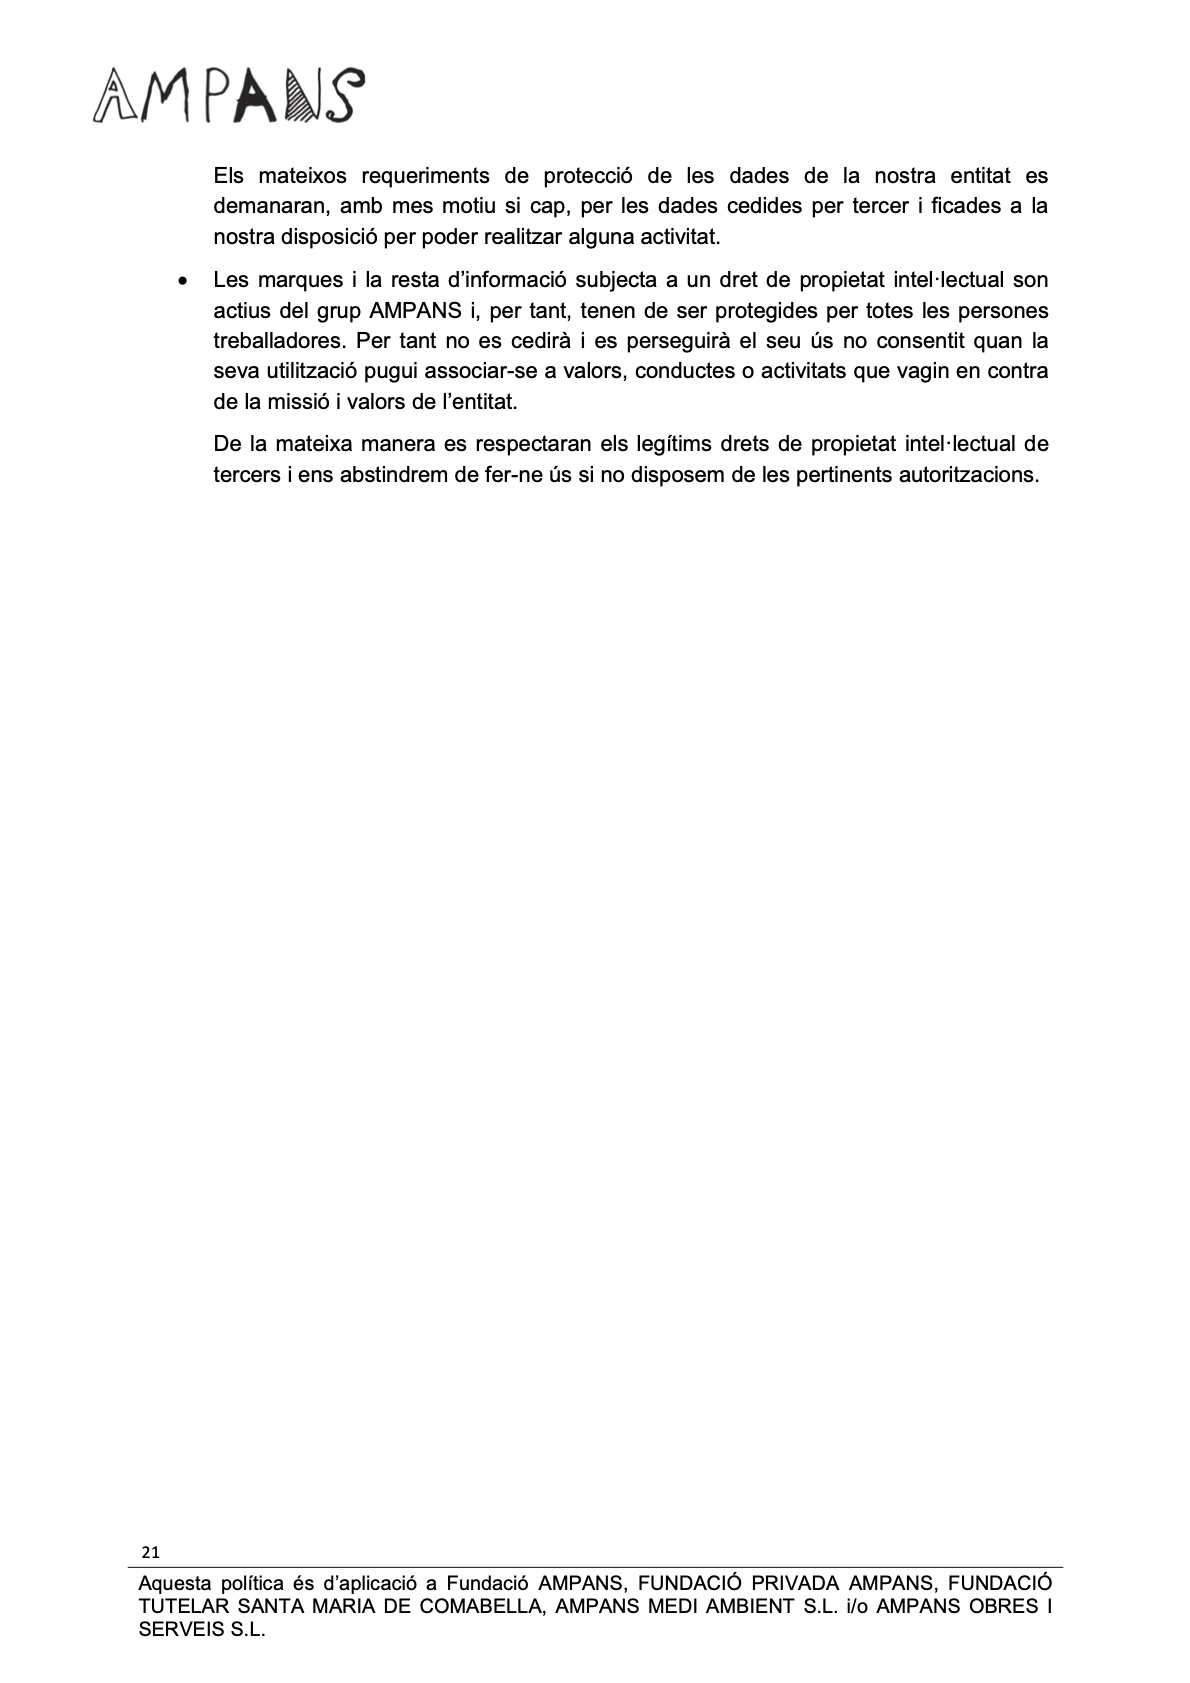 AMPANS
Els mateixos requeriments de protecció de les dades de la nostra entitat es
demanaran, amb mes motiu si cap, per les dades cedides per tercer i ficades a la
nostra disposició per poder realitzar alguna activitat.
• Les marques i la resta d’informació subjecta a un dret de propietat intel·lectual son
actius del grup AMPANS i, per tant, tenen de ser protegides per totes les persones
treballadores. Per tant no es cedirà i es perseguirà el seu ús no consentit quan la
seva utilització pugui associar-se a valors, conductes o activitats que vagin en contra
de la missió i valors de l’entitat.
De la mateixa manera es respectaran els legítims drets de propietat intel·lectual de
tercers i ens abstindrem de fer-ne ús si no disposem de les pertinents autoritzacions.
21
Aquesta política és d’aplicació a Fundació AMPANS, FUNDACIÓ PRIVADA AMPANS, FUNDACIÓ
TUTELAR SANTA MARIA DE COMABELLA, AMPANS MEDI AMBIENT S.L. i/o AMPANS OBRES I
SERVEIS S.L.